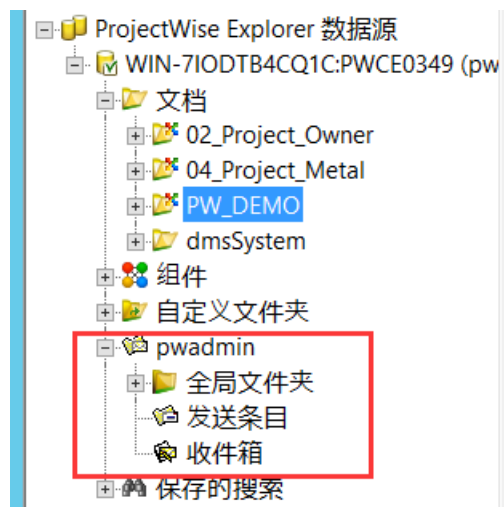 ProjectWise Explorer 数据源
WIN-7IODTB4CQ1C:PWCE0349 (pw
文档
02_Project_Owner
04_Project_Metal
PW_DEMO
dmsSystem
组件
自定义文件夹
pwadmin
全局文件夹
发送条目
收件箱
保存的搜索